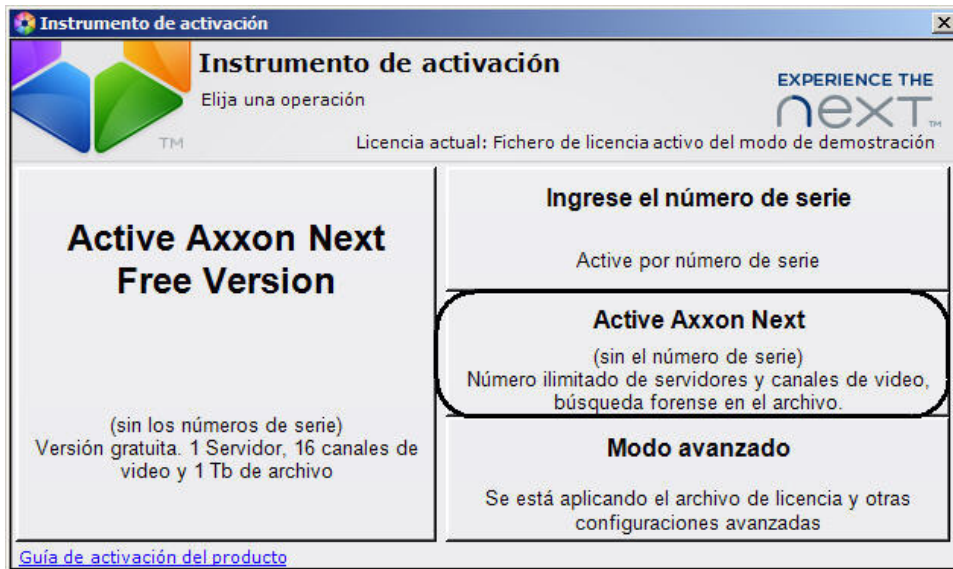 Instrumento de activación
Instrumento de activación
Elija una operación
EXPERIENCE THE
next™
TM
Licencia actual: Fichero de licencia activo del modo de demostración
Active Axxon Next
Free Version
(sin los números de serie)
Versión gratuita. 1 Servidor, 16 canales de
video y 1 Tb de archivo
Ingrese el número de serie
Active por número de serie
Active Axxon Next
(sin el número de serie)
Número ilimitado de servidores y canales de video,
búsqueda forense en el archivo.
Modo avanzado
Se está aplicando el archivo de licencia y otras
configuraciones avanzadas
Guía de activación del producto